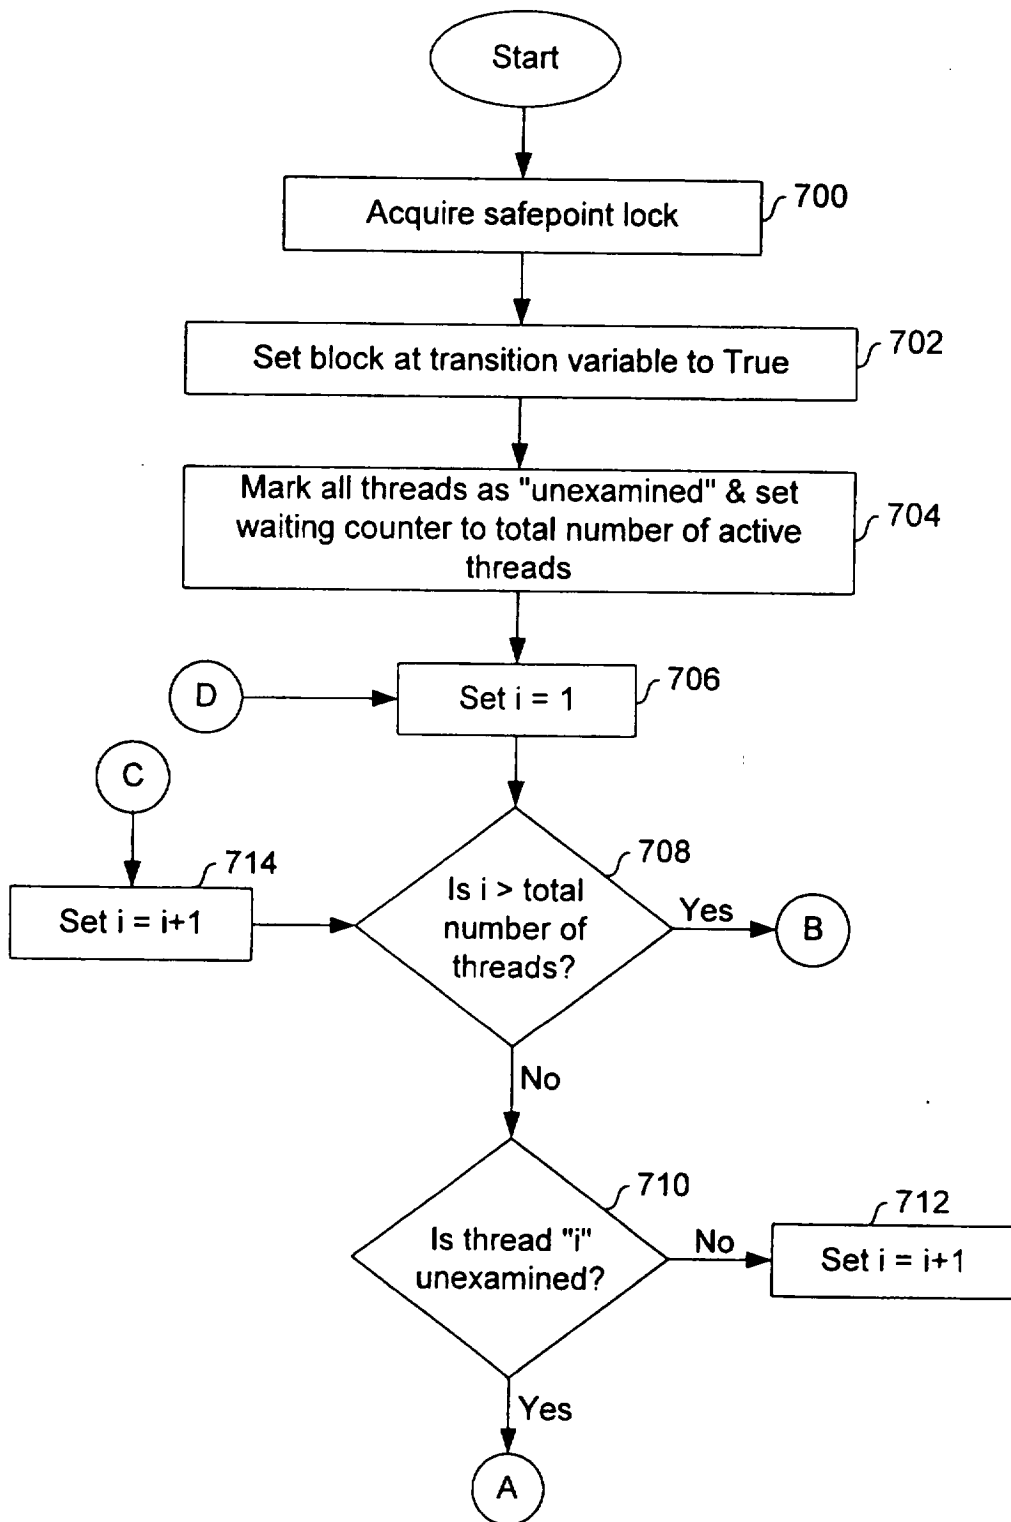 Start
Acquire safepoint lock
700
Set block at transition variable to True
702
Mark all threads as "unexamined" & set
waiting counter to total number of active
threads
704
D
Set i = 1
706
C
714
Set i = i+1
708
Is i > total
number of
threads?
Yes
B
No
710
Is thread "i"
unexamined?
No
712
Set i = i+1
Yes
A